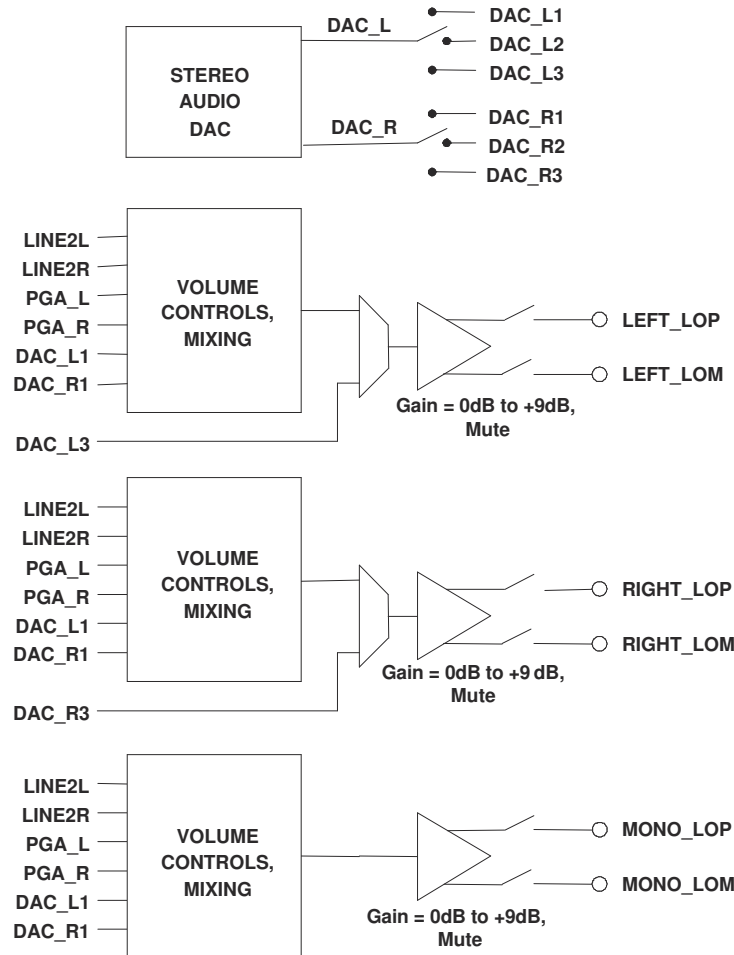 DAC_L
DAC_L1
DAC_L2
DAC_L3
STEREO
AUDIO
DAC
DAC_R
DAC_R1
DAC_R2
DAC_R3
LINE2L
LINE2R
PGA_L
PGA_R
DAC_L1
DAC_R1
DAC_L3
VOLUME
CONTROLS,
MIXING
Gain = 0dB to +9dB,
Mute
LEFT_LOP
LEFT_LOM
LINE2L
LINE2R
PGA_L
PGA_R
DAC_L1
DAC_R1
DAC_R3
VOLUME
CONTROLS,
MIXING
Gain = 0dB to +9 dB,
Mute
RIGHT_LOP
RIGHT_LOM
LINE2L
LINE2R
PGA_L
PGA_R
DAC_L1
DAC_R1
VOLUME
CONTROLS,
MIXING
Gain = 0dB to +9dB,
Mute
MONO_LOP
MONO_LOM